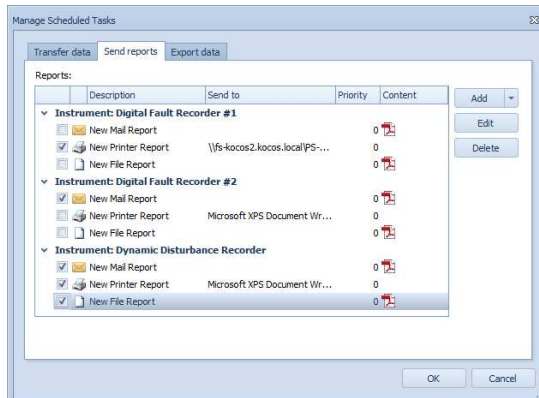 Manage Scheduled Tasks
Transfer data Send reports Export data
Reports:
Description Send to Priority Content
Instrument: Digital Fault Recorder #1
New Mail Report 0
New Printer Report \\fs-kocos2.kocos.local\PS-... 0
New File Report 0
Instrument: Digital Fault Recorder #2
New Mail Report 0
New Printer Report Microsoft XPS Document Wr... 0
New File Report 0
Instrument: Dynamic Disturbance Recorder
New Mail Report 0
New Printer Report Microsoft XPS Document Wr... 0
New File Report 0
Add
Edit
Delete
OK Cancel